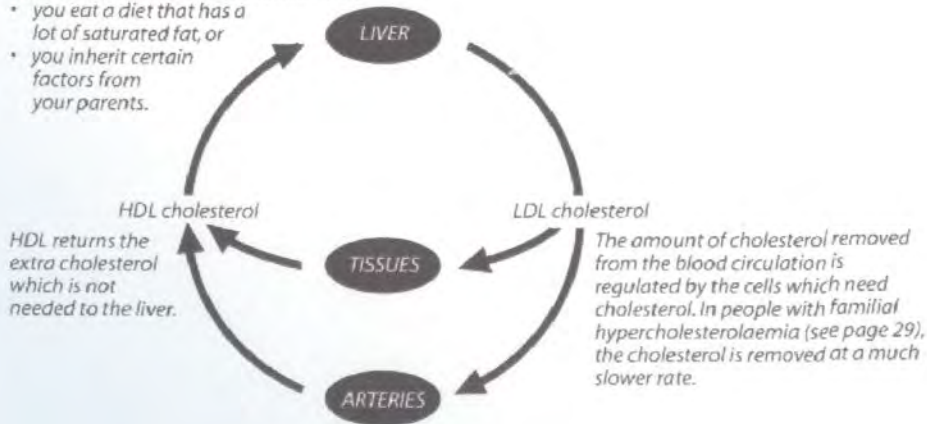 • you eat a diet that has a
lot of saturated fat, or
• you inherit certain
factors from
your parents.
LIVER
HDL cholesterol
LDL cholesterol
HDL returns the
extra cholesterol
which is not
needed to the liver.
TISSUES
The amount of cholesterol removed
from the blood circulation is
regulated by the cells which need
cholesterol. In people with familial
hypercholesterolaemia (see page 29),
the cholesterol is removed at a much
slower rate.
ARTERIES